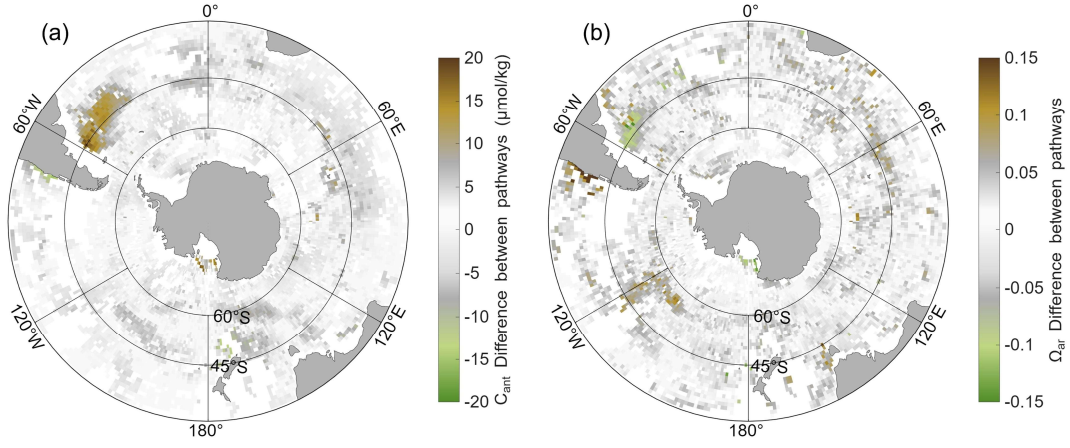 (a)
0°
60°E
120°E
180°
120°W
60°W
60°S
45°S
20
15
10
5
0
-5
-10
-15
-20
Cant Difference between pathways (μmol/kg)
(b)
0°
60°E
120°E
180°
120°W
60°W
60°S
45°S
0.15
0.1
0.05
0
-0.05
-0.1
-0.15
Ωar Difference between pathways